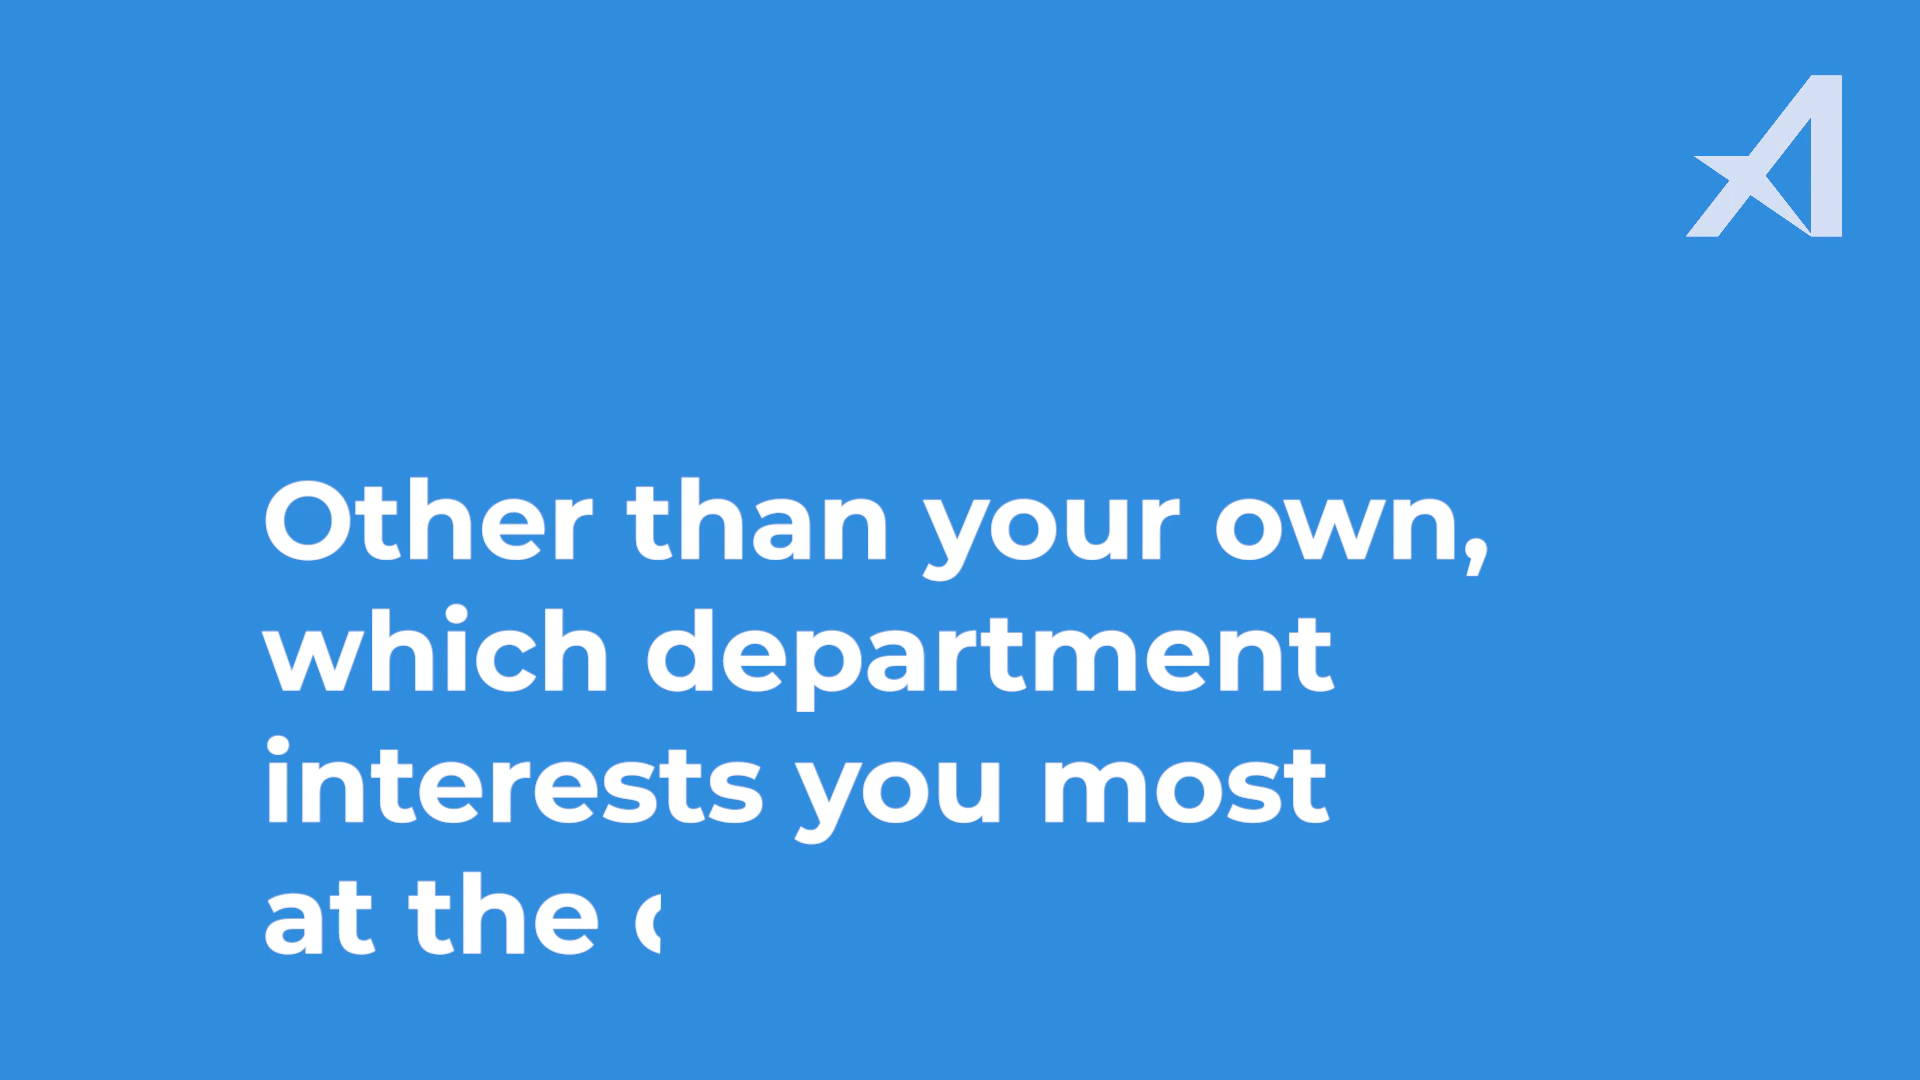 Other than your own,
which department
interests you most
at the